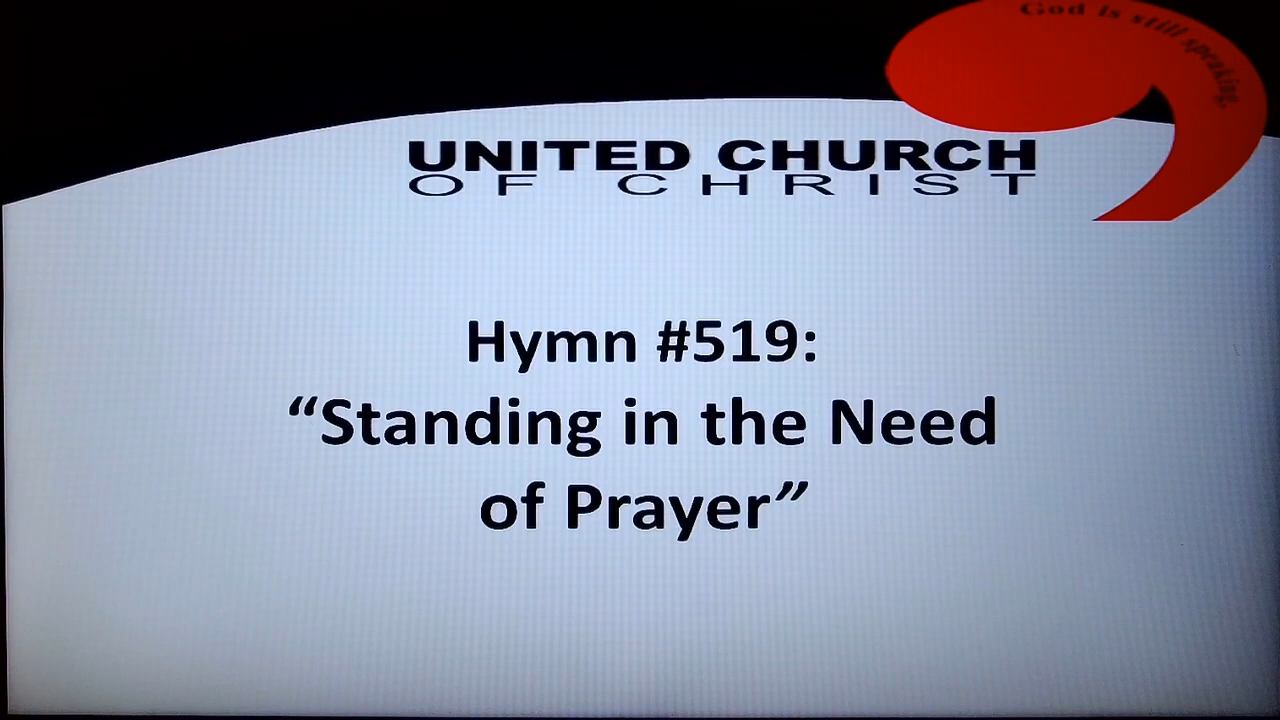 God is still speaking,
UNITED CHURCH
OF CHRIST
Hymn #519:
“Standing in the Need
of Prayer”